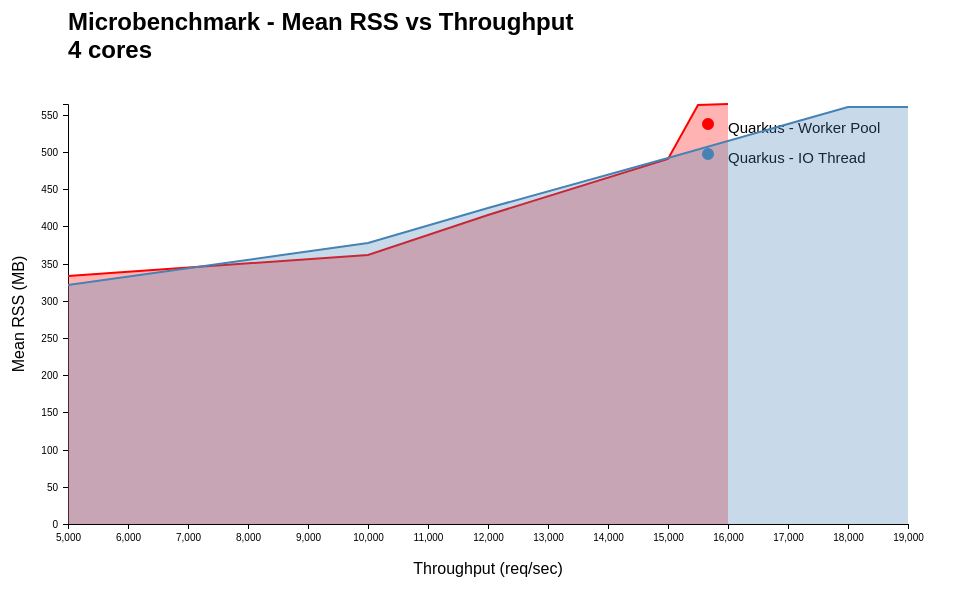 Microbenchmark - Mean RSS vs Throughput
4 cores
550
500
450
400
350
300
250
200
150
100
50
0
Mean RSS (MB)
Quarkus - Worker Pool
Quarkus - IO Thread
5,000 6,000 7,000 8,000 9,000 10,000 11,000 12,000 13,000 14,000 15,000 16,000 17,000 18,000 19,000
Throughput (req/sec)